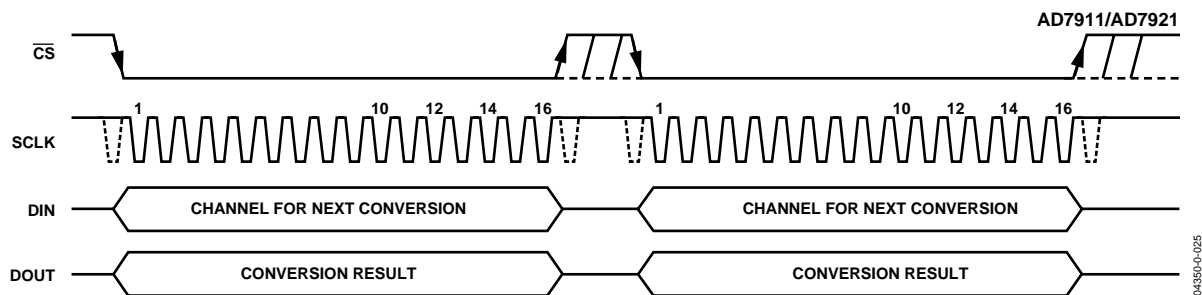 AD7911/AD7921
CS
SCLK
1 10 12 14 16 1 10 12 14 16
DIN
CHANNEL FOR NEXT CONVERSION CHANNEL FOR NEXT CONVERSION
DOUT
CONVERSION RESULT CONVERSION RESULT
04350-0-025